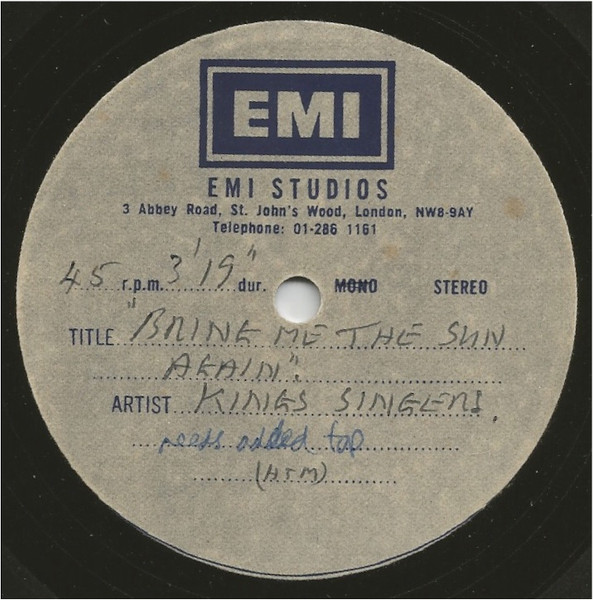 EMI
EMI STUDIOS
3 Abbey Road, St. John's Wood, London, NW8-9AY
Telephone: 01-286 1161
45 r.p.m. 3'19" dur. MONO STEREO
TITLE "BRING ME THE SUN
AGAIN".
ARTIST KINGS SINGERS.
needs added top
(HTM)